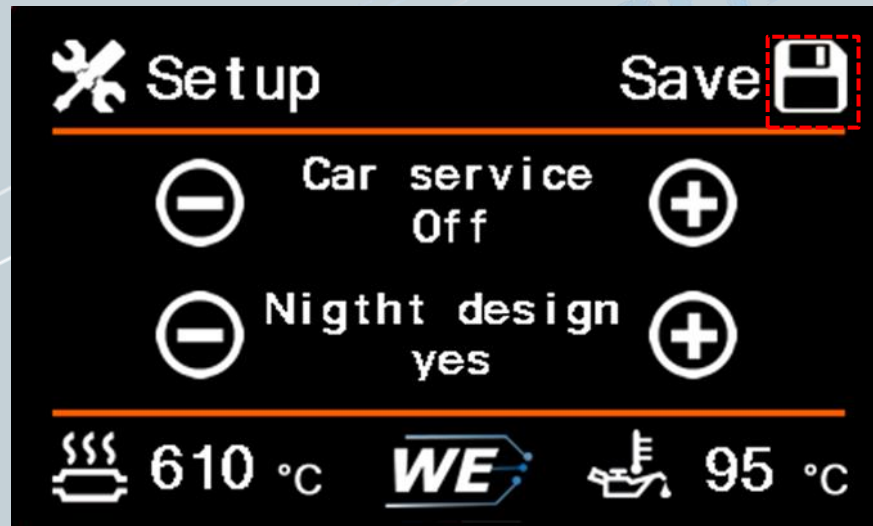 Setup Save
Car service
Off
Nigtht design
yes
610 °C WE 95 °C